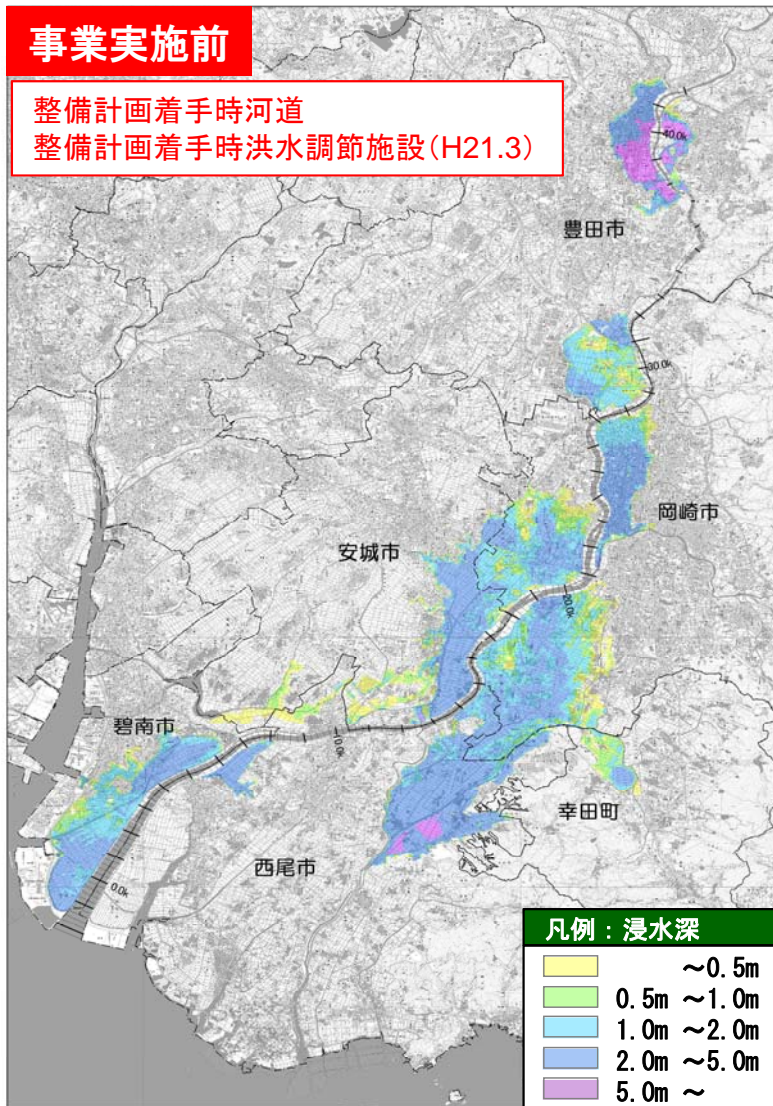 事業実施前
整備計画着手時河道
整備計画着手時洪水調節施設(H21.3)
40.0k
豊田市
30.0k
岡崎市
安城市
20.0k
碧南市
10.0k
幸田町
西尾市
0.0k
凡例:浸水深
～0.5m
0.5m ～1.0m
1.0m ～2.0m
2.0m ～5.0m
5.0m ～